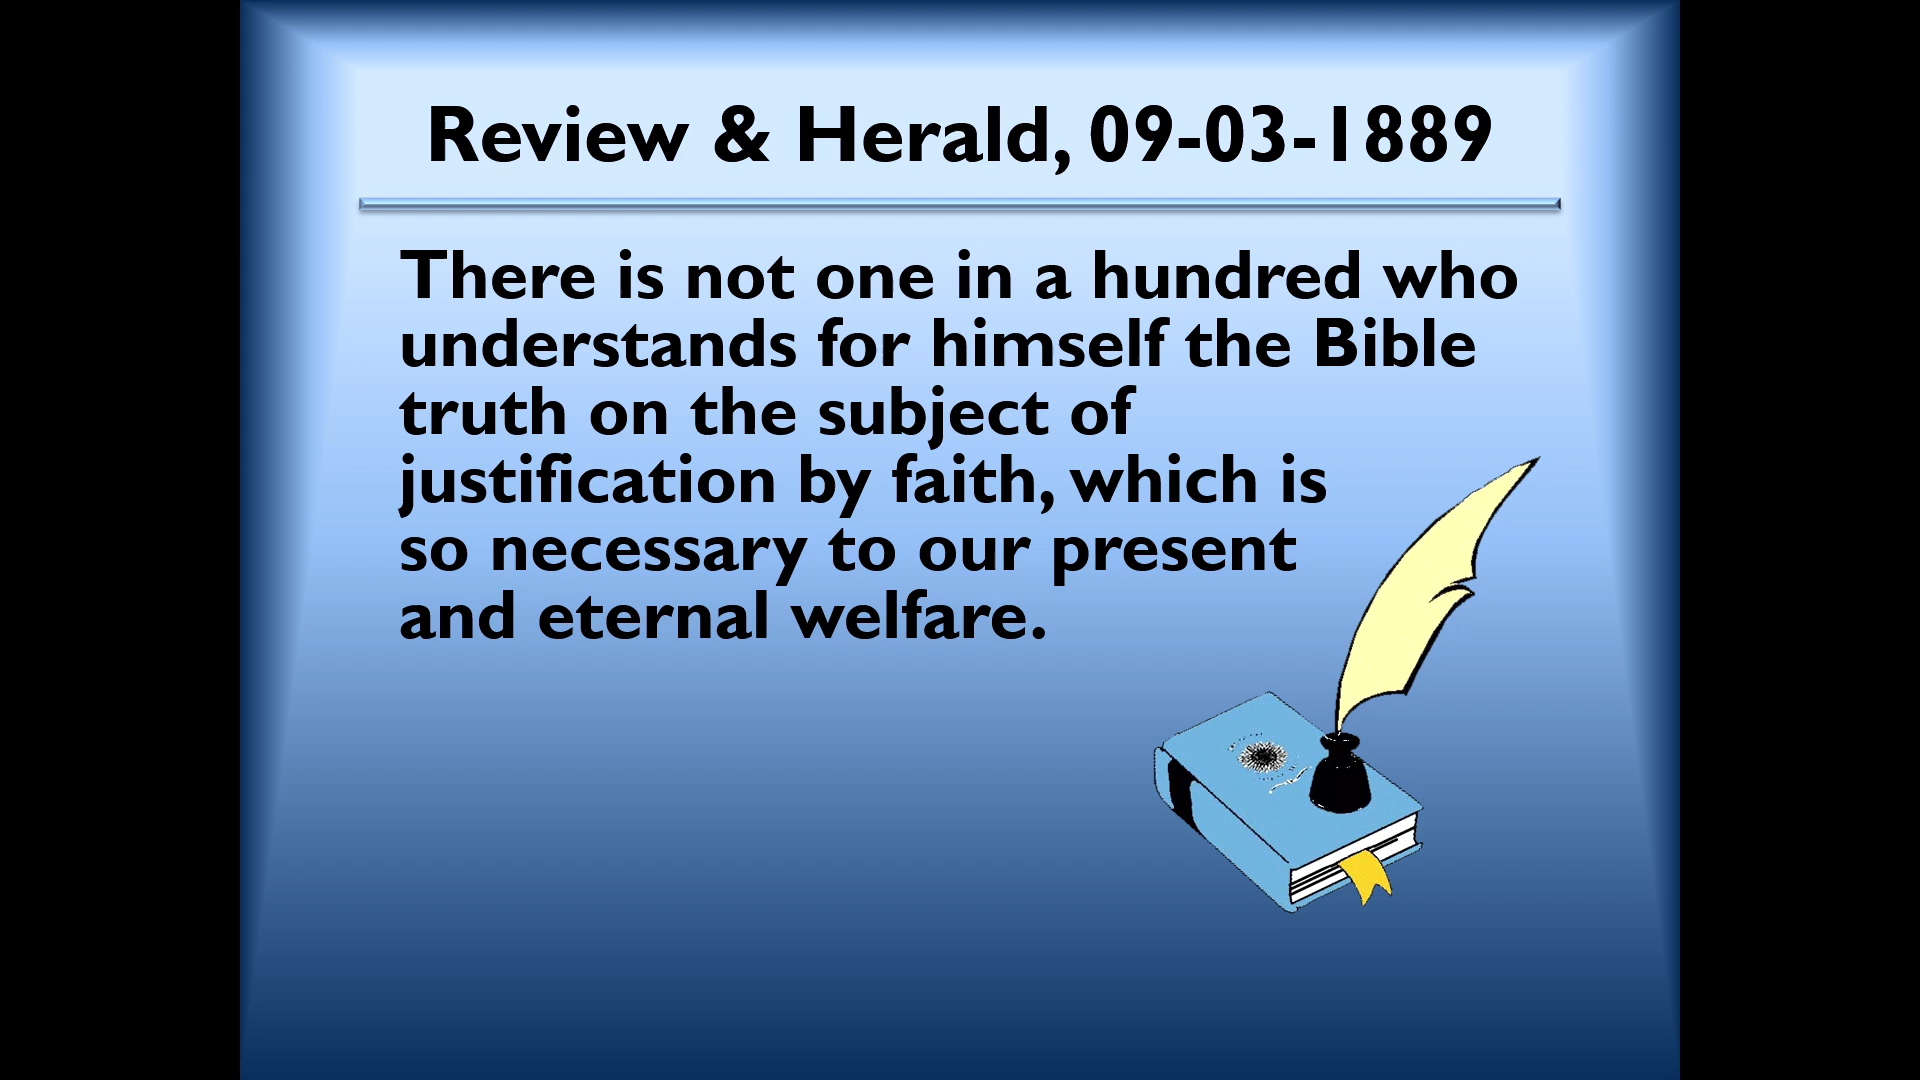 Review & Herald, 09-03-1889
There is not one in a hundred who
understands for himself the Bible
truth on the subject of
justification by faith, which is
so necessary to our present
and eternal welfare.